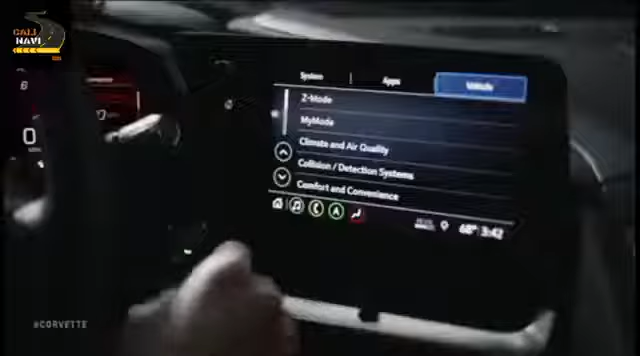 CALI
NAVI
System
Apps
Vehicle
Z-Mode
MyMode
Climate and Air Quality
Collision / Detection Systems
Comfort and Convenience
A
68° 3:42
0
#CORVETTE